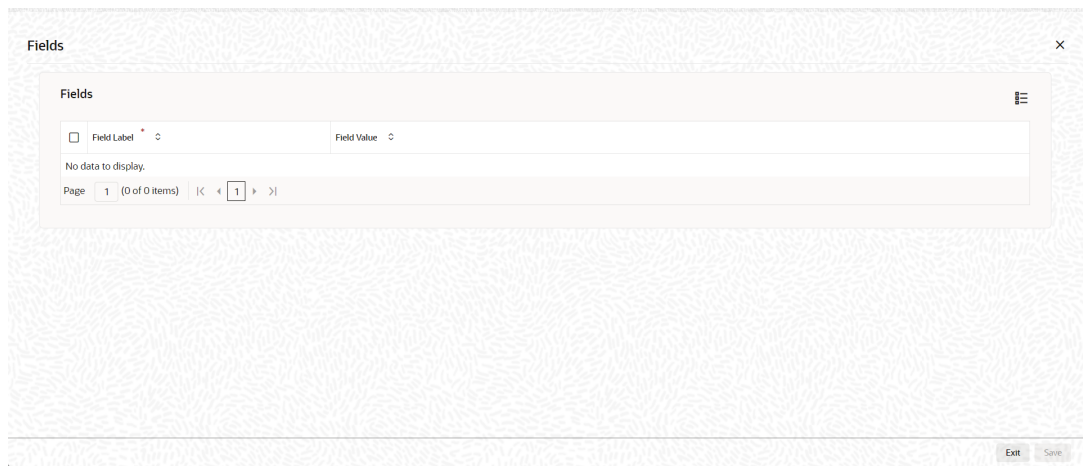 Fields
Fields
Field Label * Field Value
No data to display.
Page 1 (0 of 0 items) 1
Exit Save